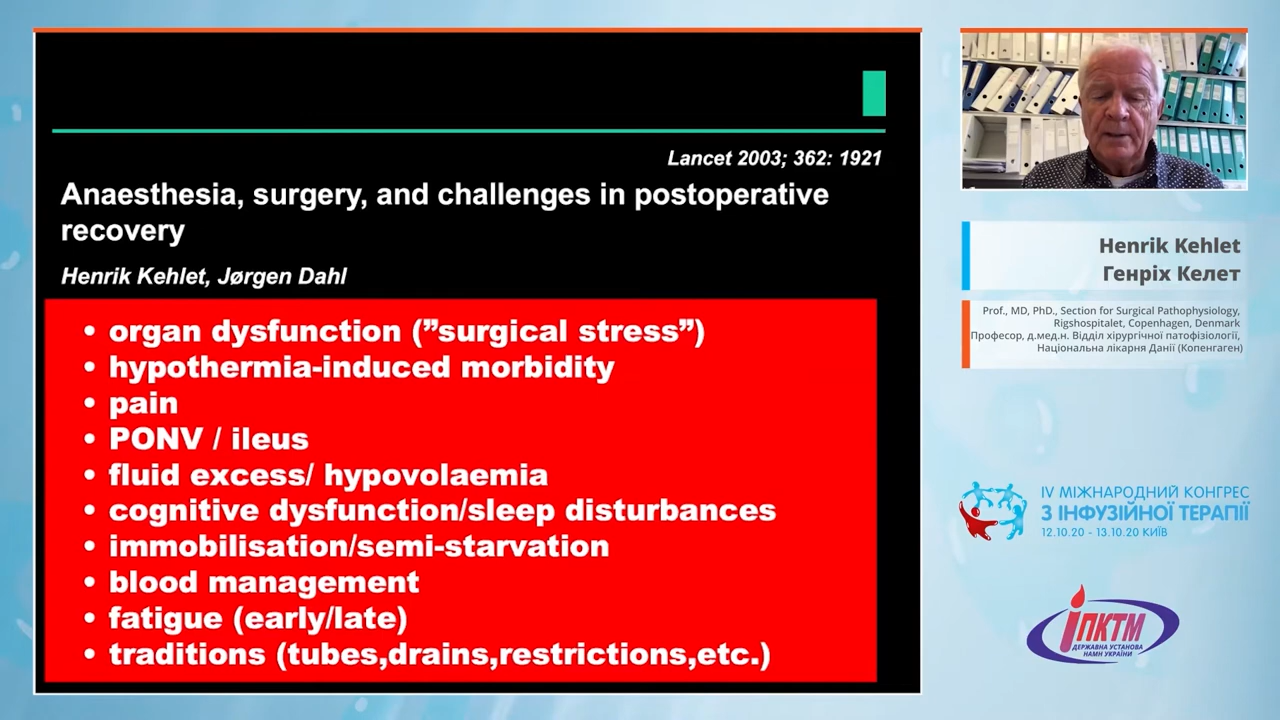 Lancet 2003; 362: 1921
Anaesthesia, surgery, and challenges in postoperative
recovery
Henrik Kehlet, Jørgen Dahl
• organ dysfunction (”surgical stress”)
• hypothermia-induced morbidity
• pain
• PONV / ileus
• fluid excess/ hypovolaemia
• cognitive dysfunction/sleep disturbances
• immobilisation/semi-starvation
• blood management
• fatigue (early/late)
• traditions (tubes,drains,restrictions,etc.)
Henrik Kehlet
Генріх Келет
Prof., MD, PhD., Section for Surgical Pathophysiology,
Rigshospitalet, Copenhagen, Denmark
Професор, д.мед.н. Відділ хірургічної патофізіології,
Національна лікарня Данії (Копенгаген)
IV МІЖНАРОДНИЙ КОНГРЕС
З ІНФУЗІЙНОЇ ТЕРАПІЇ
12.10.20 - 13.10.20 КИЇВ
ІПКТМ
ДЕРЖАВНА УСТАНОВА
НАМН УКРАЇНИ